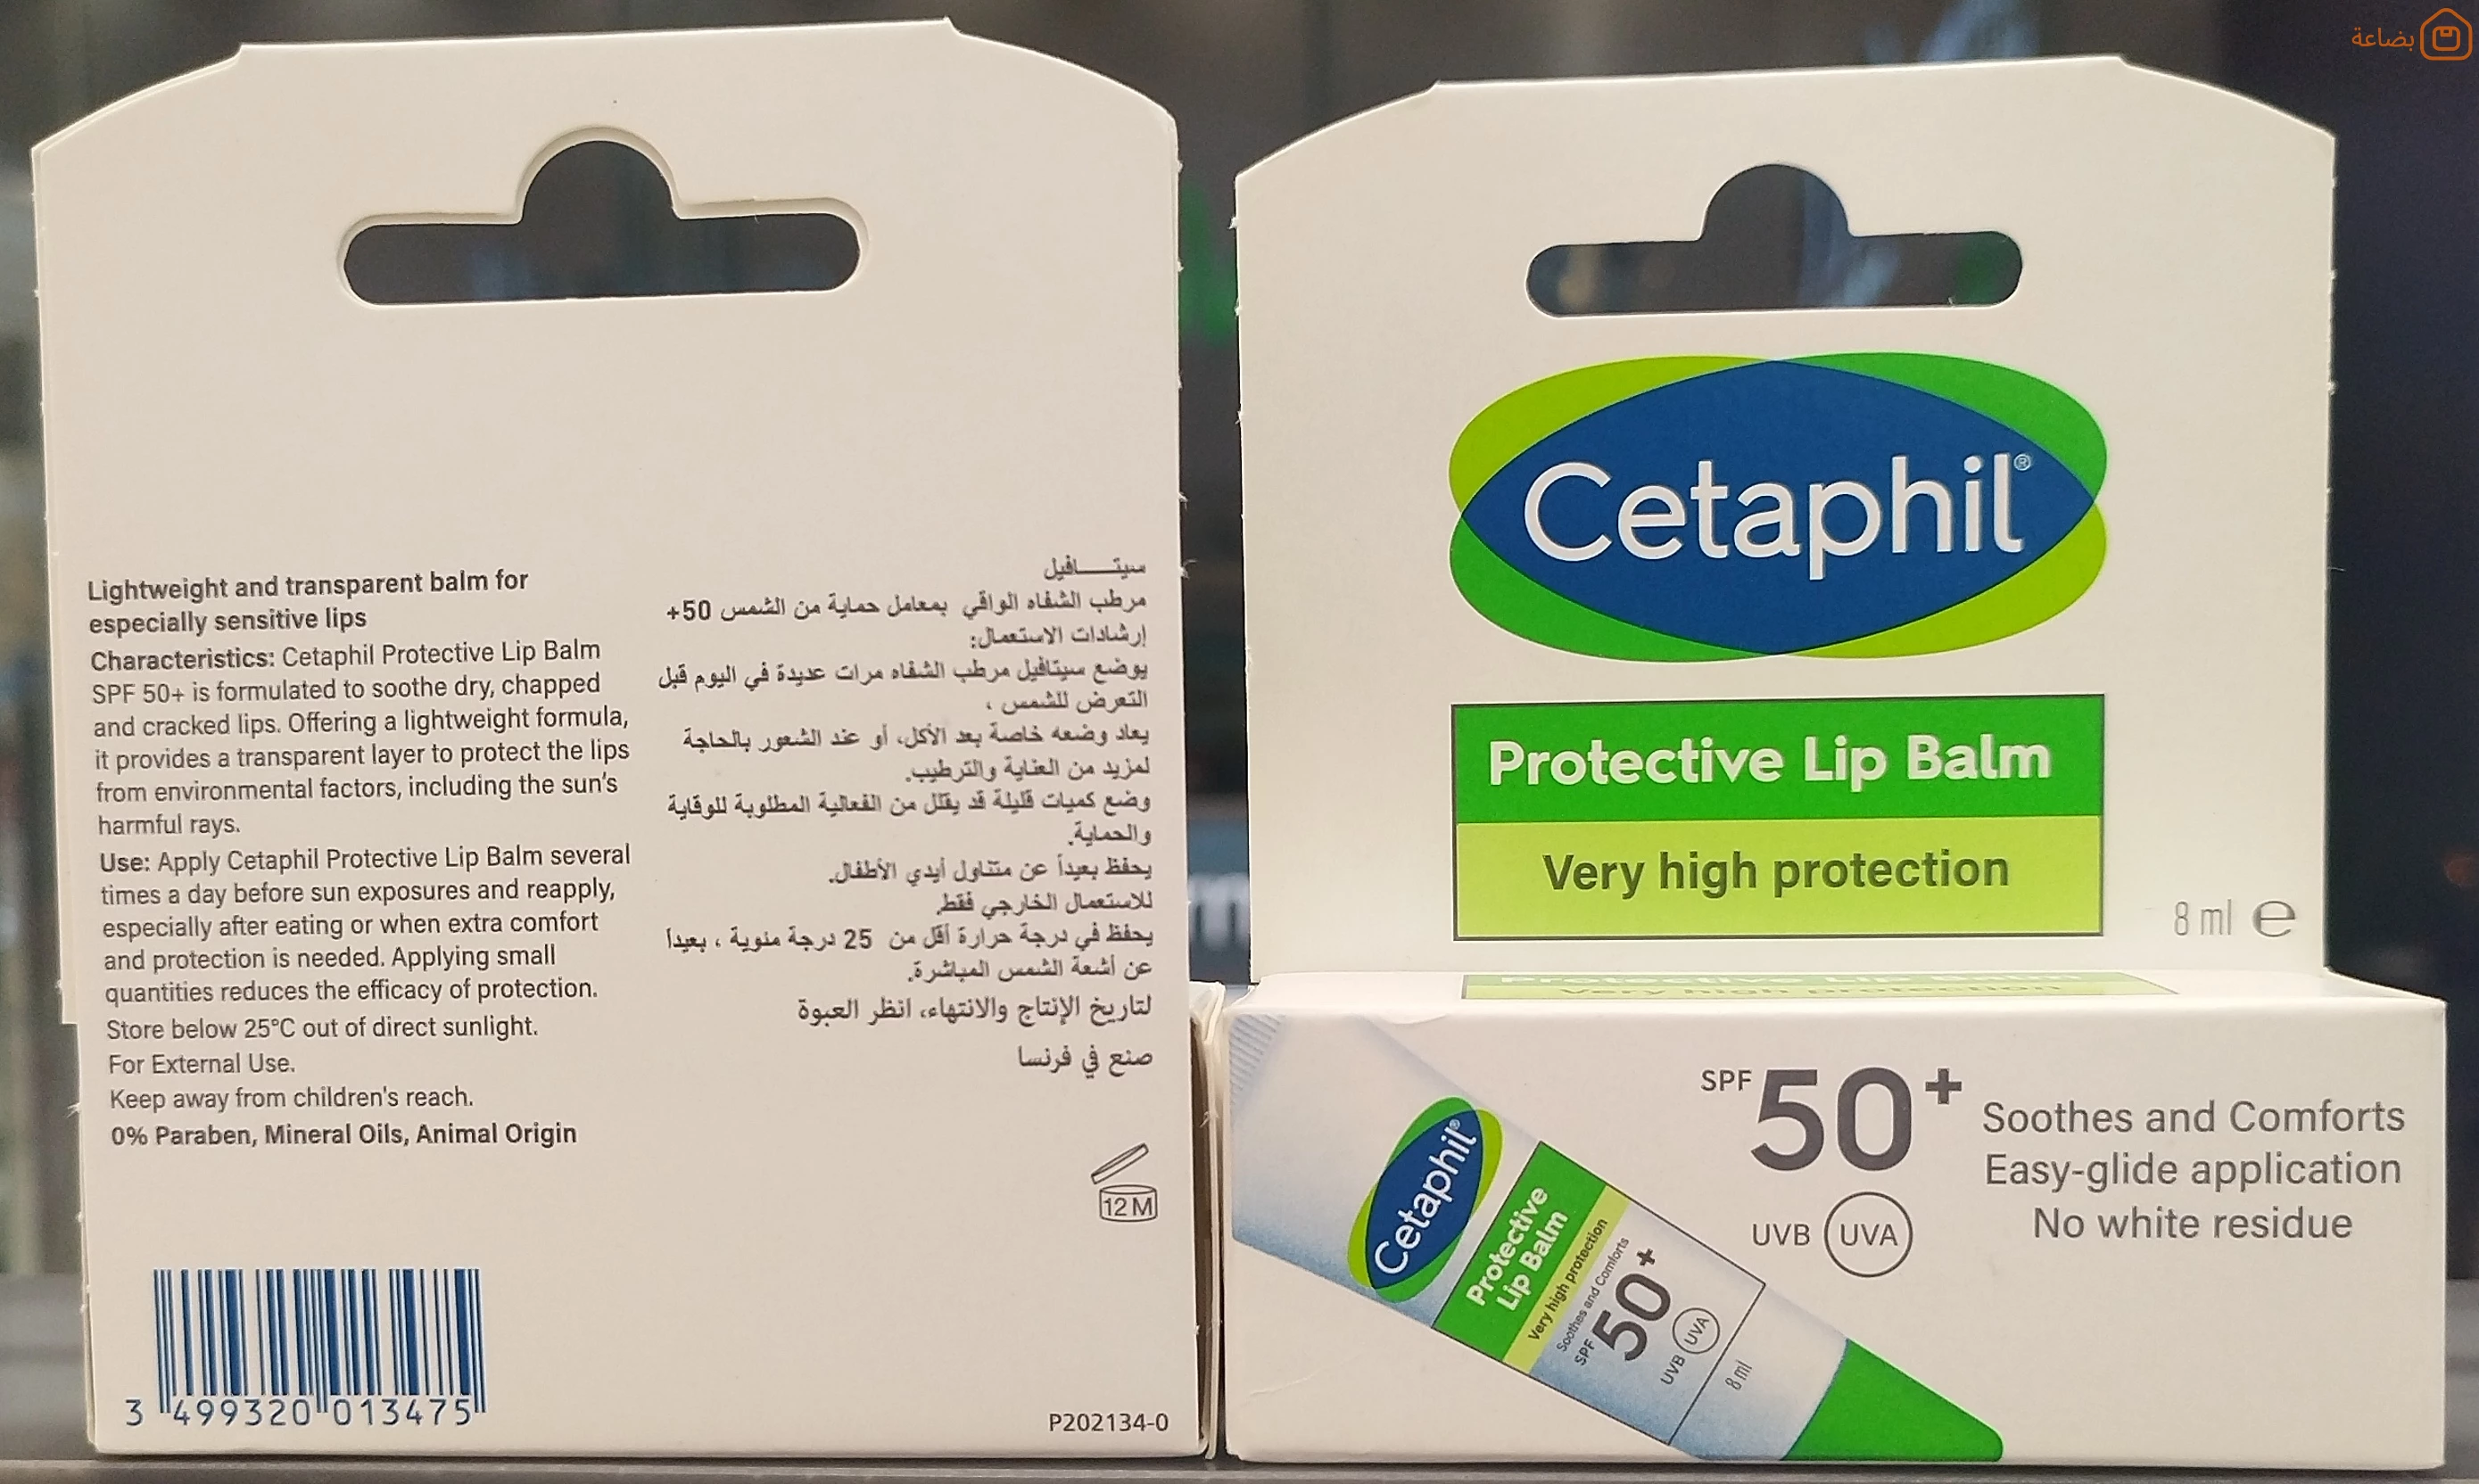 بضاعة
Lightweight and transparent balm for
especially sensitive lips
Characteristics: Cetaphil Protective Lip Balm
SPF 50+ is formulated to soothe dry, chapped
and cracked lips. Offering a lightweight formula,
it provides a transparent layer to protect the lips
from environmental factors, including the sun's
harmful rays.
Use: Apply Cetaphil Protective Lip Balm several
times a day before sun exposures and reapply,
especially after eating or when extra comfort
and protection is needed. Applying small
quantities reduces the efficacy of protection.
Store below 25°C out of direct sunlight.
For External Use.
Keep away from children's reach.
0% Paraben, Mineral Oils, Animal Origin
سيتـــــافيل
مرطب الشفاه الواقي بمعامل حماية من الشمس 50+
إرشادات الاستعمال:
يوضع سيتافيل مرطب الشفاه مرات عديدة في اليوم قبل
التعرض للشمس ،
يعاد وضعه خاصة بعد الأكل، أو عند الشعور بالحاجة
لمزيد من العناية والترطيب.
وضع كميات قليلة قد يقلل من الفعالية المطلوبة للوقاية
والحماية.
يحفظ بعيداً عن متناول أيدي الأطفال.
للاستعمال الخارجي فقط.
يحفظ في درجة حرارة أقل من 25 درجة مئوية ، بعيداً
عن أشعة الشمس المباشرة.
لتاريخ الإنتاج والانتهاء، انظر العبوة
صنع في فرنسا
12 M
3 499320 013475
P202134-0
Cetaphil®
Protective Lip Balm
Very high protection
8 ml e
Protective Lip Balm
Very high protection
SPF 50+
UVB UVA
Soothes and Comforts
Easy-glide application
No white residue
Cetaphil®
Protective
Lip Balm
Very high protection
Soothes and Comforts
SPF 50+
UVB UVA
8 ml